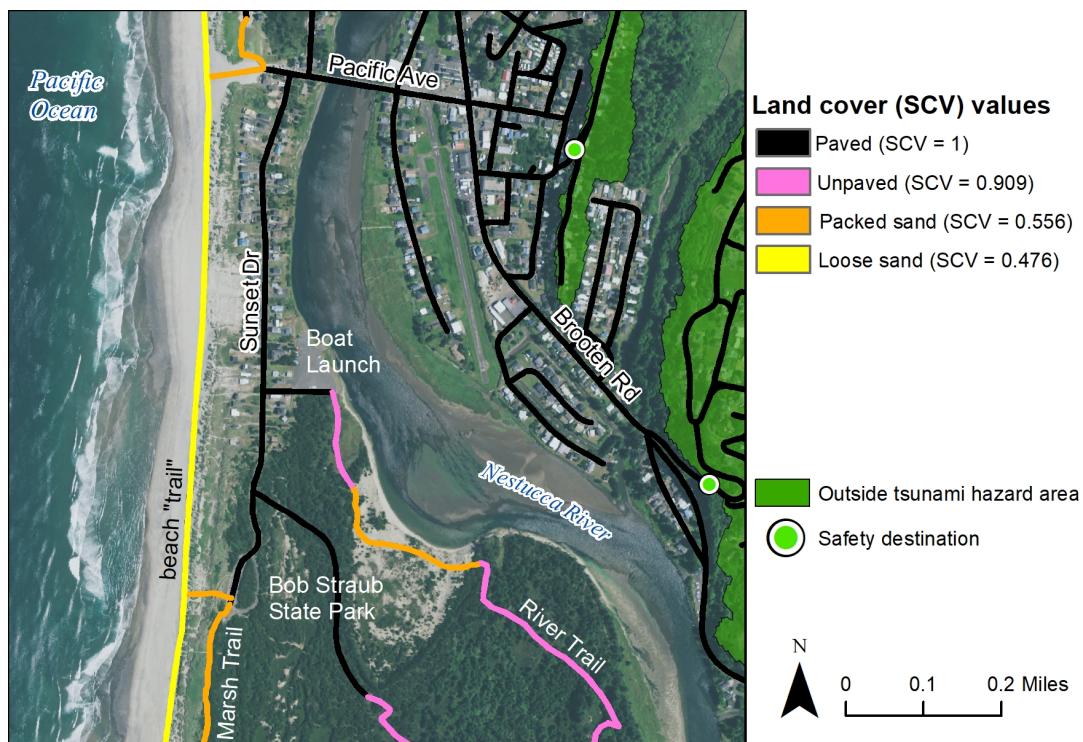 Pacific
Ocean
Pacific Ave
Sunset Dr
Boat
Launch
Brooten Rd
Nestucca River
beach "trail"
Bob Straub
State Park
River Trail
Marsh Trail
Land cover (SCV) values
Paved (SCV = 1)
Unpaved (SCV = 0.909)
Packed sand (SCV = 0.556)
Loose sand (SCV = 0.476)
Outside tsunami hazard area
Safety destination
N
0 0.1 0.2 Miles